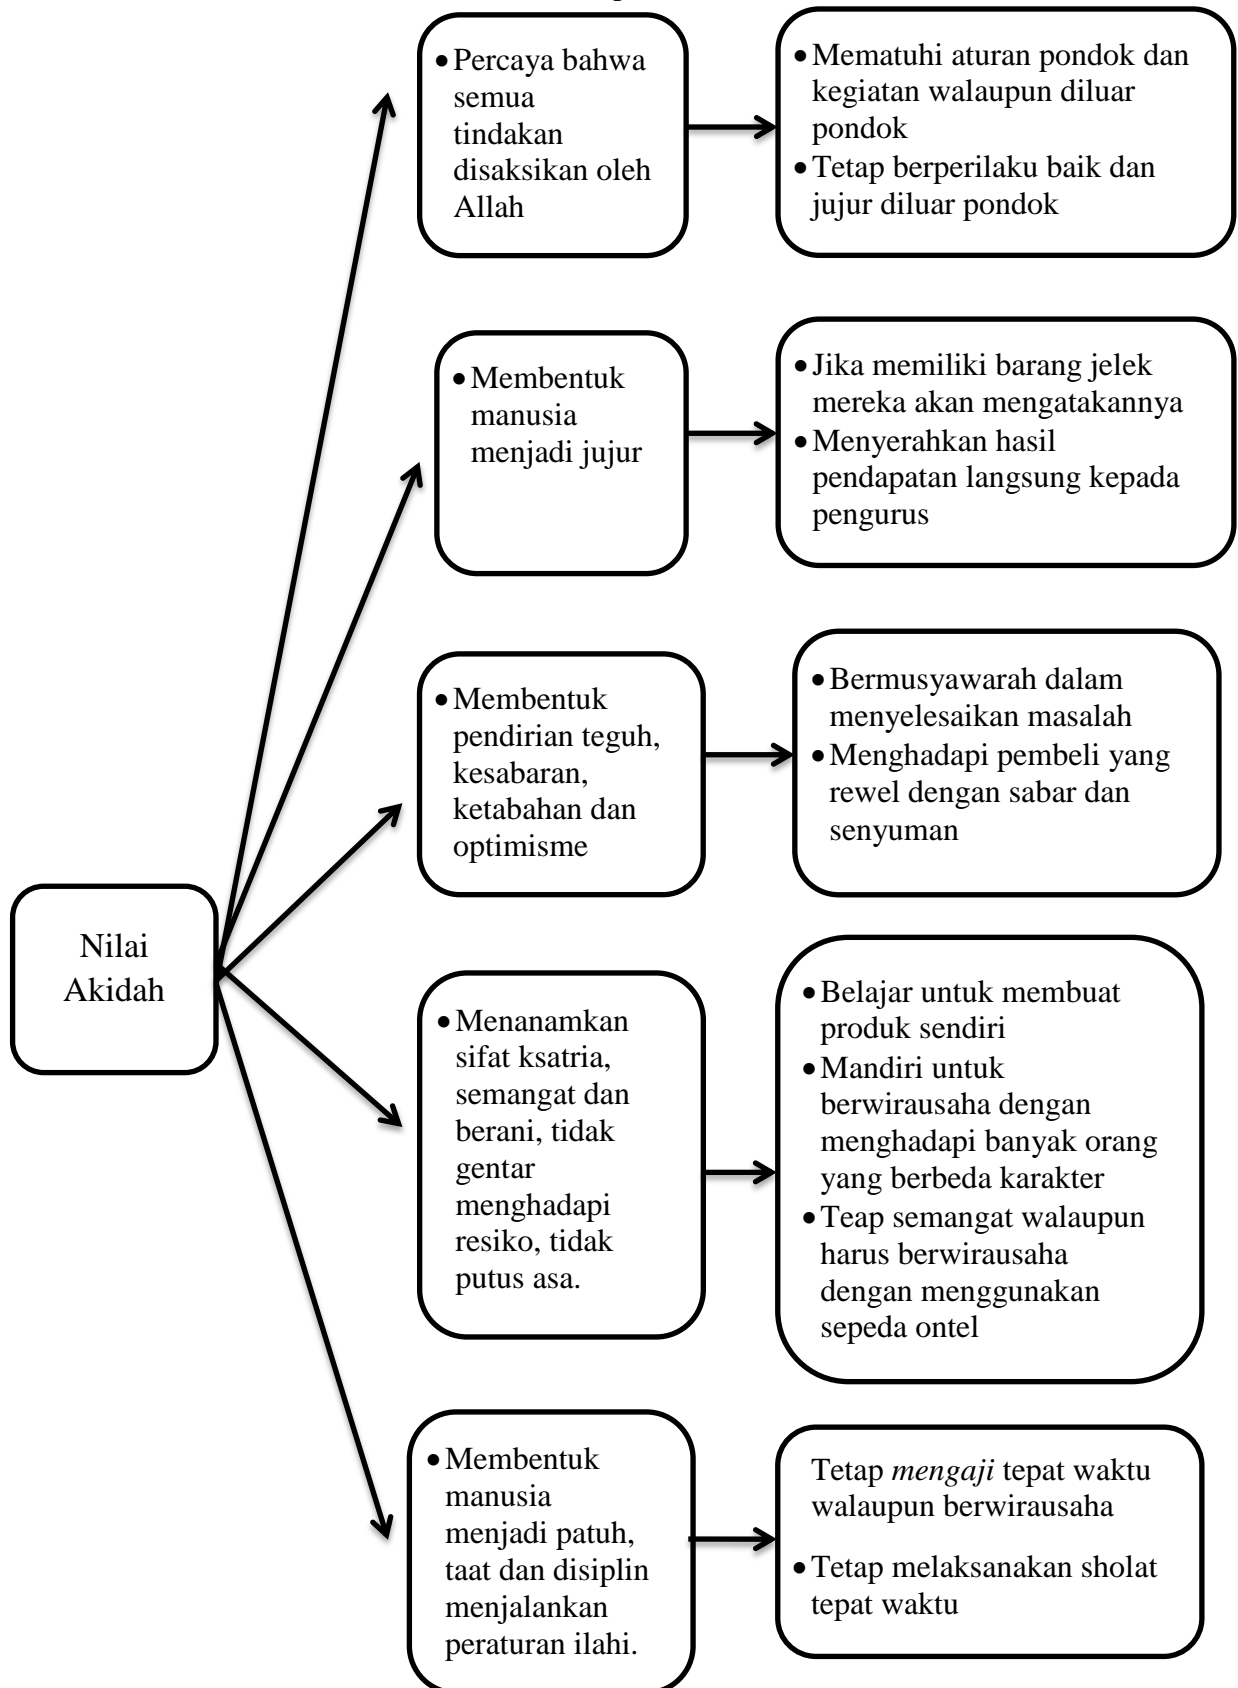 • Percaya bahwa
semua
tindakan
disaksikan oleh
Allah
• Mematuhi aturan pondok dan
kegiatan walaupun diluar
pondok
• Tetap berperilaku baik dan
jujur diluar pondok
• Membentuk
manusia
menjadi jujur
• Jika memiliki barang jelek
mereka akan mengatakannya
• Menyerahkan hasil
pendapatan langsung kepada
pengurus
• Membentuk
pendirian teguh,
kesabaran,
ketabahan dan
optimisme
• Bermusyawarah dalam
menyelesaikan masalah
• Menghadapi pembeli yang
rewel dengan sabar dan
senyuman
Nilai
Akidah
• Menanamkan
sifat ksatria,
semangat dan
berani, tidak
gentar
menghadapi
resiko, tidak
putus asa.
• Belajar untuk membuat
produk sendiri
• Mandiri untuk
berwirausaha dengan
menghadapi banyak orang
yang berbeda karakter
• Teap semangat walaupun
harus berwirausaha
dengan menggunakan
sepeda ontel
• Membentuk
manusia
menjadi patuh,
taat dan disiplin
menjalankan
peraturan ilahi.
Tetap mengaji tepat waktu
walaupun berwirausaha
• Tetap melaksanakan sholat
tepat waktu